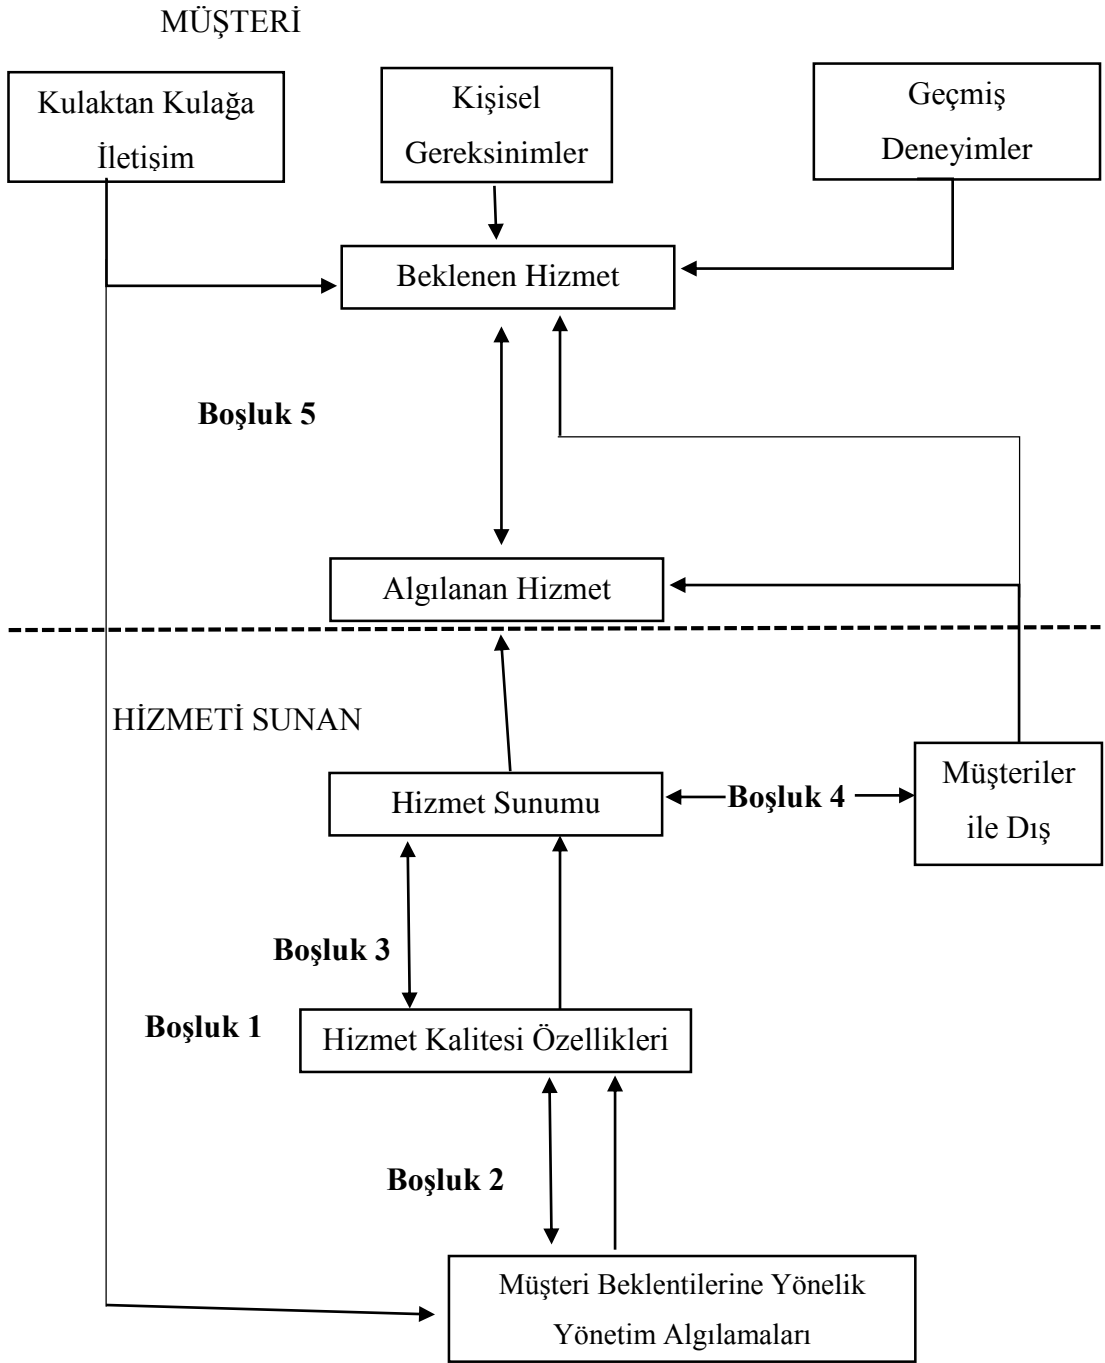 MÜŞTERİ
Kulaktan Kulağa
İletişim
Kişisel
Gereksinimler
Geçmiş
Deneyimler
Beklenen Hizmet
Boşluk 5
Algılanan Hizmet
HİZMETİ SUNAN
Hizmet Sunumu
Boşluk 4
Müşteriler
ile Dış
Boşluk 3
Boşluk 1
Hizmet Kalitesi Özellikleri
Boşluk 2
Müşteri Beklentilerine Yönelik
Yönetim Algılamaları